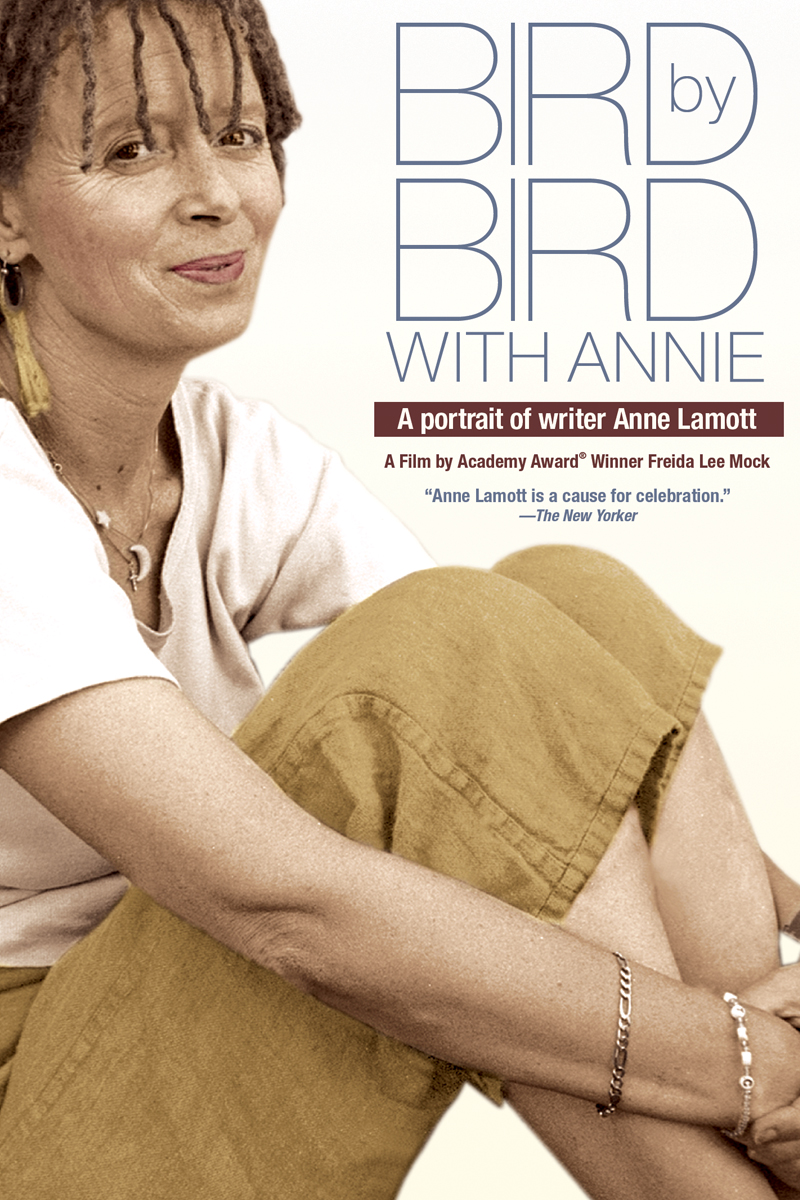 BIRD by
BIRD
WITH ANNIE
A portrait of writer Anne Lamott
A Film by Academy Award® Winner Freida Lee Mock
“Anne Lamott is a cause for celebration.”
—The New Yorker